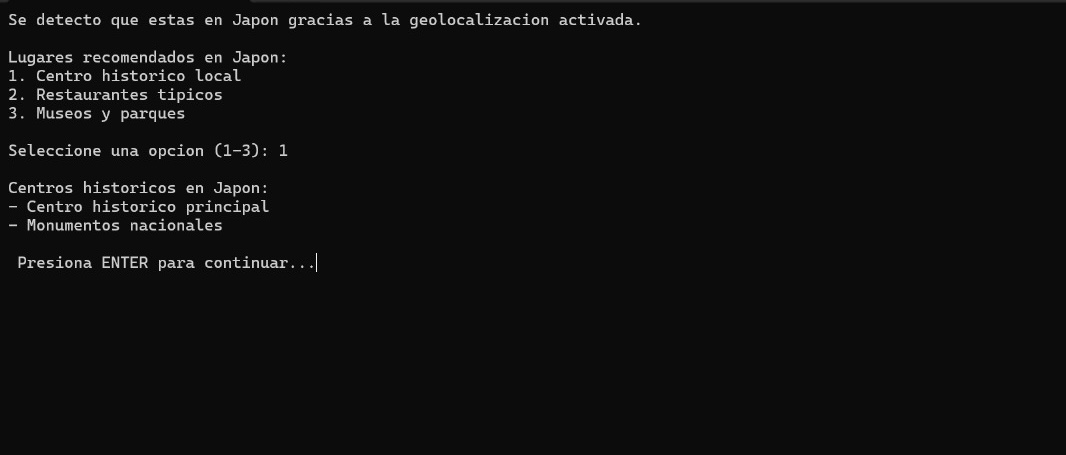 Se detecto que estas en Japon gracias a la geolocalizacion activada.
Lugares recomendados en Japon:
1. Centro historico local
2. Restaurantes tipicos
3. Museos y parques
Seleccione una opcion (1-3): 1
Centros historicos en Japon:
- Centro historico principal
- Monumentos nacionales
Presiona ENTER para continuar...